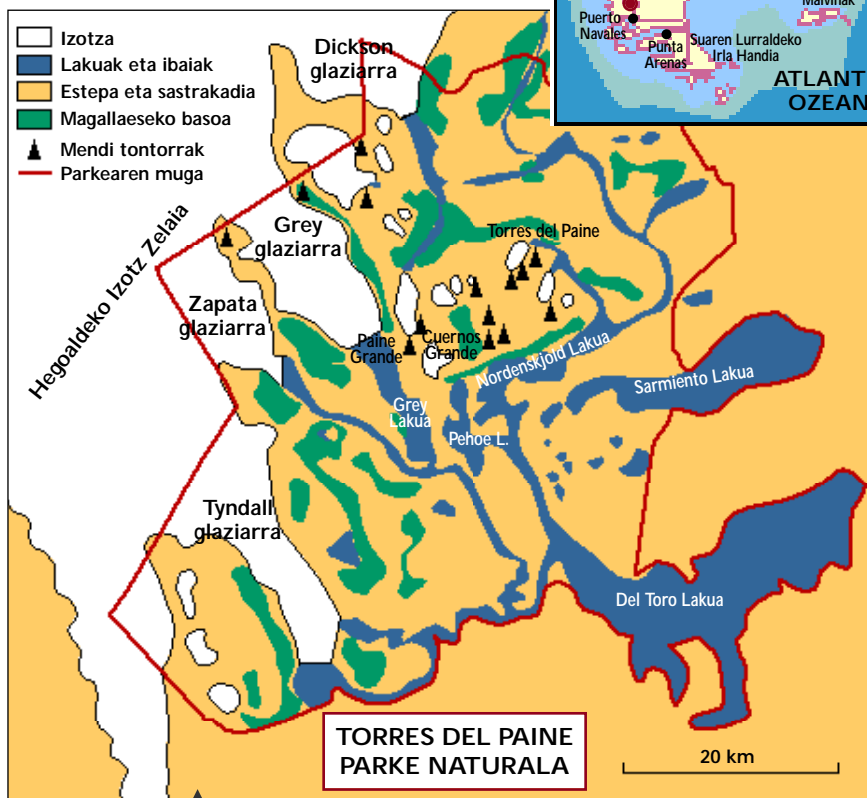 Izotza
Lakuak eta ibaiak
Estepa eta sastrakadia
Magallaeseko basoa
Mendi tontorrak
Parkearen muga
Dickson
glaziarra
Puerto
Navales
Punta
Arenas
Suaren Lurraldeko
Irla Handia
Malvinak
ATLANT
OZEAN
Hegoaldeko Izotz Zelaia
Grey
glaziarra
Torres del Paine
Zapata
glaziarra
Paine
Grande
Cuernos
Grande
Nordenskjold Lakua
Sarmiento Lakua
Grey
Lakua
Pehoe L.
Tyndall
glaziarra
Del Toro Lakua
TORRES DEL PAINE
PARKE NATURALA
20 km